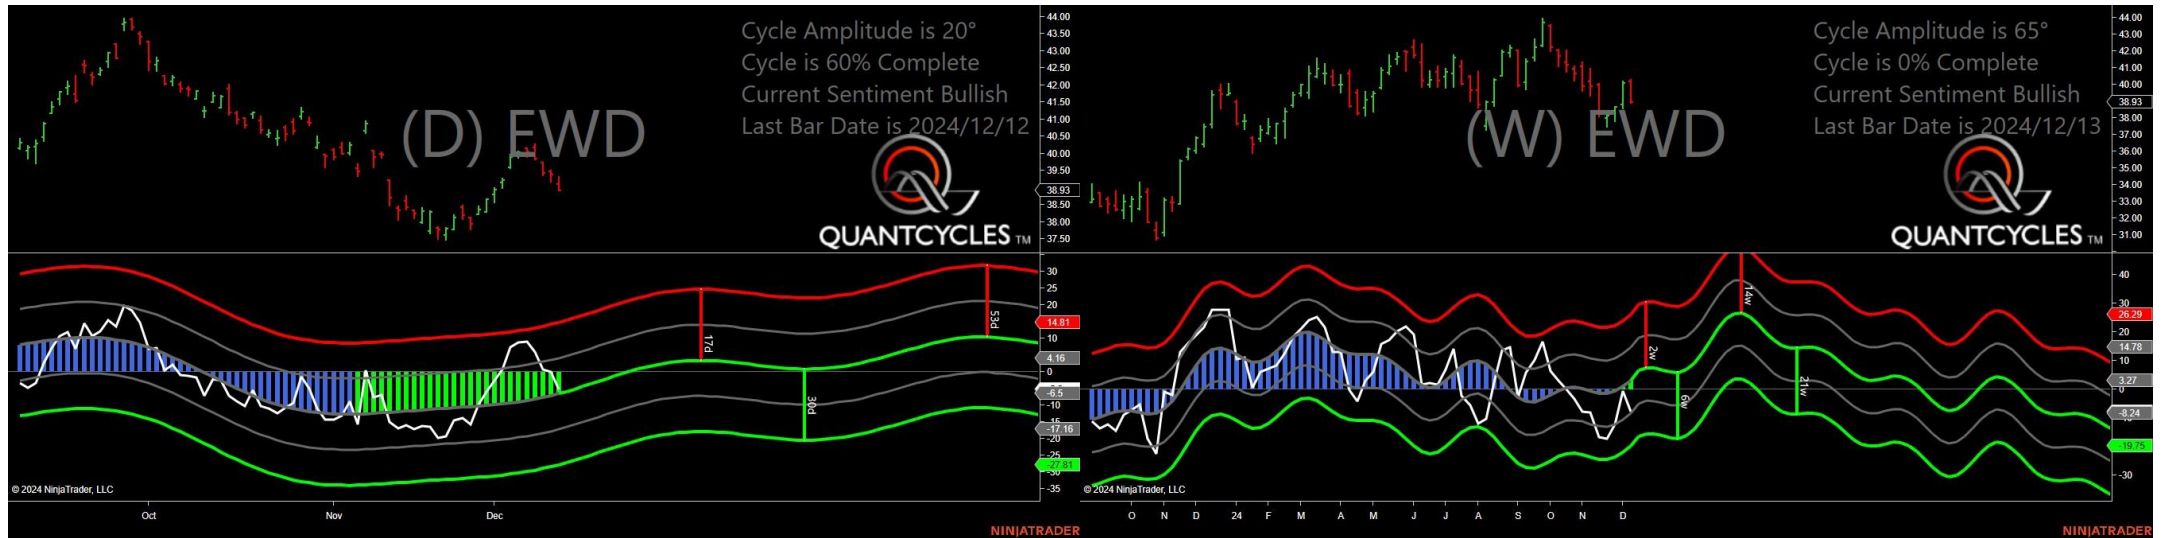 Cycle Amplitude is 20°
Cycle is 60% Complete
Current Sentiment Bullish
Last Bar Date is 2024/12/12
(D) EWD
QUANTCYCLES TM
44.00
43.50
43.00
42.50
42.00
41.50
41.00
40.50
40.00
39.50
38.93
38.50
38.00
37.50
30
25
20
14.81
10
4.16
0
-6.5
-10
-17.16
-20
-25
-27.81
-35
17d
30d
53d
© 2024 NinjaTrader, LLC
Oct
Nov
Dec
NINJATRADER
Cycle Amplitude is 65°
Cycle is 0% Complete
Current Sentiment Bullish
Last Bar Date is 2024/12/13
(W) EWD
QUANTCYCLES TM
44.00
43.00
42.00
41.00
40.00
38.93
38.00
37.00
36.00
35.00
34.00
33.00
32.00
31.00
40
30
26.29
20
14.78
10
3.27
0
-8.24
-19.75
-30
2w
6w
14w
21w
© 2024 NinjaTrader, LLC
O
N
D
24
F
M
A
M
J
J
A
S
O
N
D
NINJATRADER